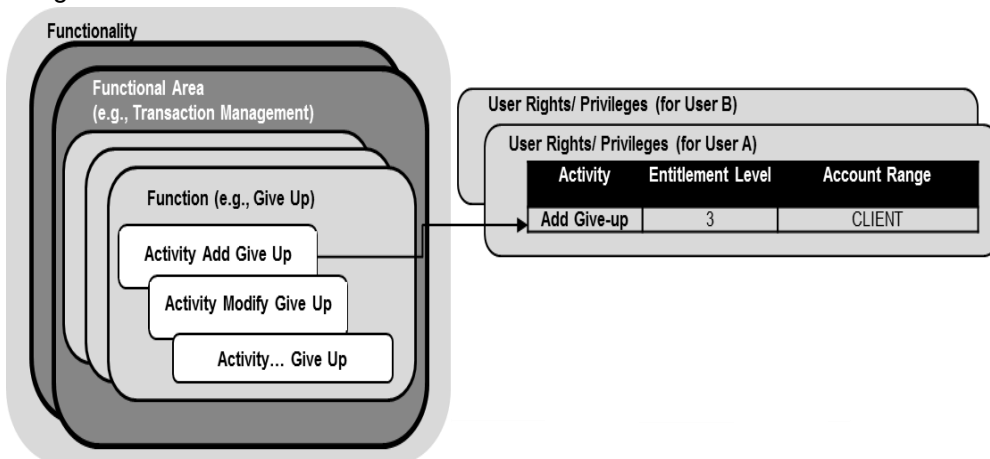 Functionality
Functional Area
(e.g., Transaction Management)
Function (e.g., Give Up)
Activity Add Give Up
Activity Modify Give Up
Activity... Give Up
User Rights/ Privileges (for User B)
User Rights/ Privileges (for User A)
Activity Entitlement Level Account Range
Add Give-up 3 CLIENT